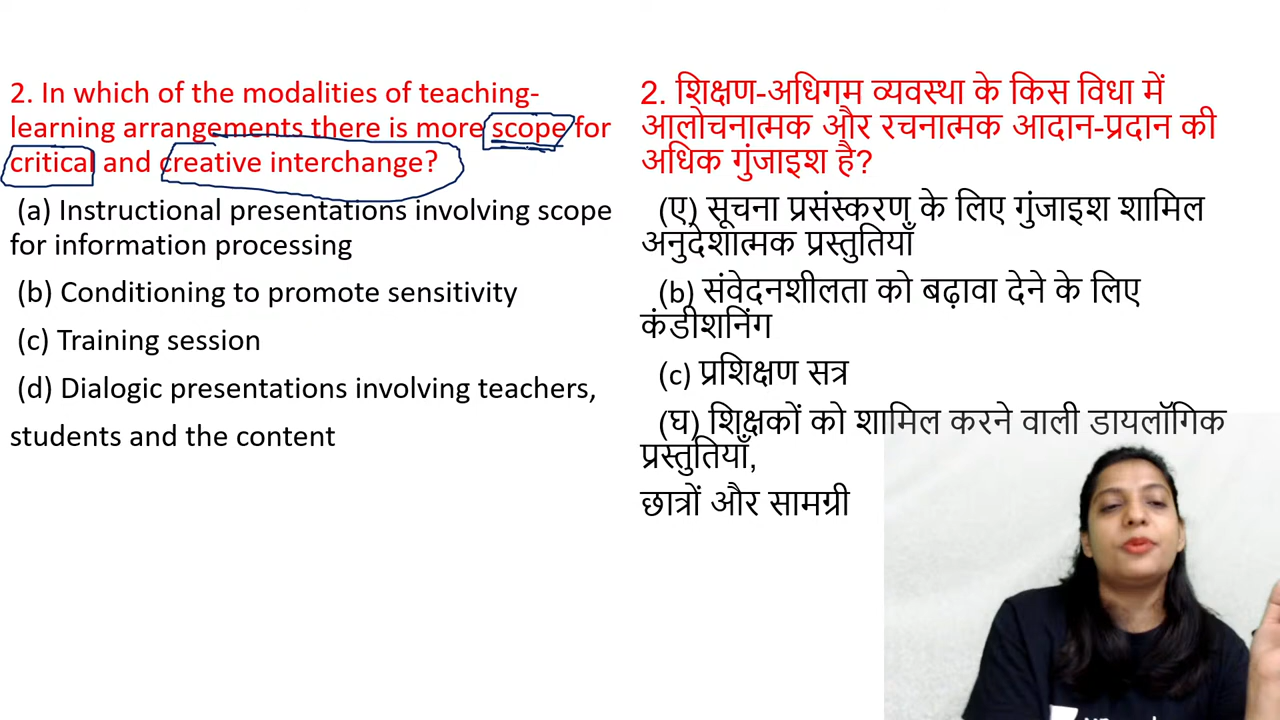 2. In which of the modalities of teaching-
learning arrangements there is more scope for
critical and creative interchange?
(a) Instructional presentations involving scope
for information processing
(b) Conditioning to promote sensitivity
(c) Training session
(d) Dialogic presentations involving teachers,
students and the content
2. शिक्षण-अधिगम व्यवस्था के किस विधा में
आलोचनात्मक और रचनात्मक आदान-प्रदान की
अधिक गुंजाइश है?
(ए) सूचना प्रसंस्करण के लिए गुंजाइश शामिल
अनुदेशात्मक प्रस्तुतियाँ
(b) संवेदनशीलता को बढ़ावा देने के लिए
कंडीशनिंग
(c) प्रशिक्षण सत्र
(घ) शिक्षकों को शामिल करने वाली डायलॉगिक
प्रस्तुतियाँ,
छात्रों और सामग्री